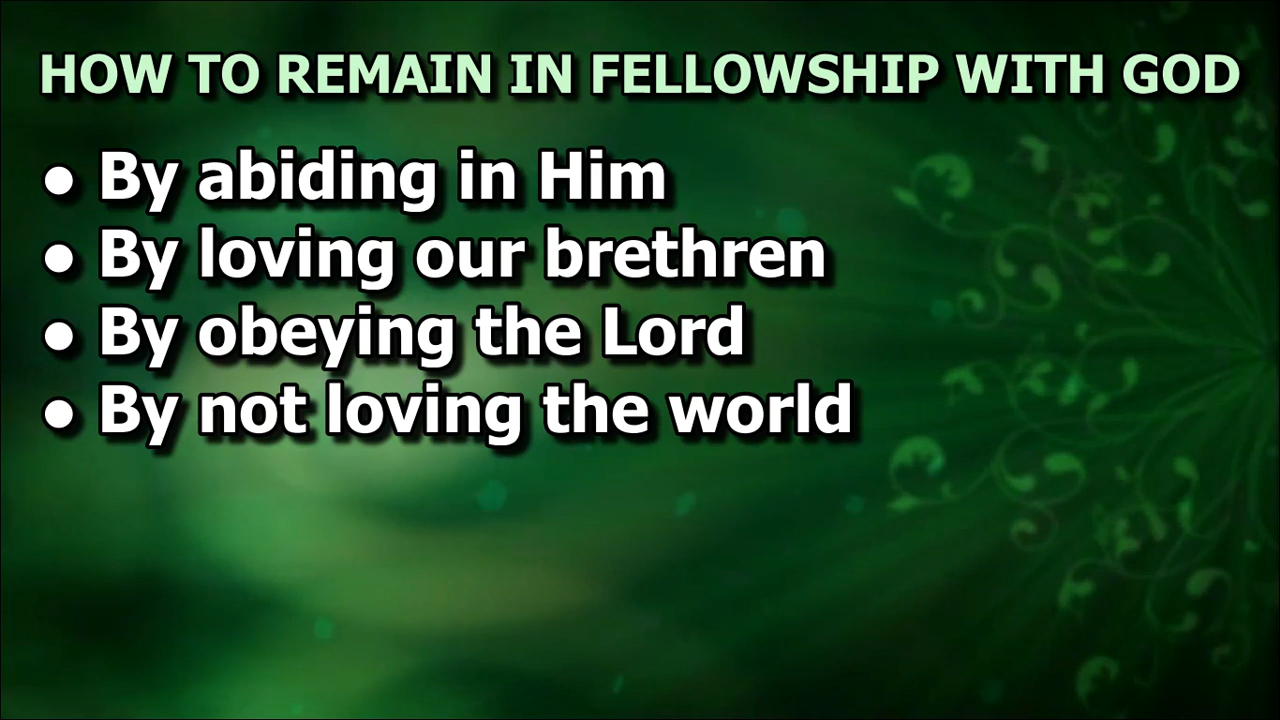 HOW TO REMAIN IN FELLOWSHIP WITH GOD
● By abiding in Him
● By loving our brethren
● By obeying the Lord
● By not loving the world